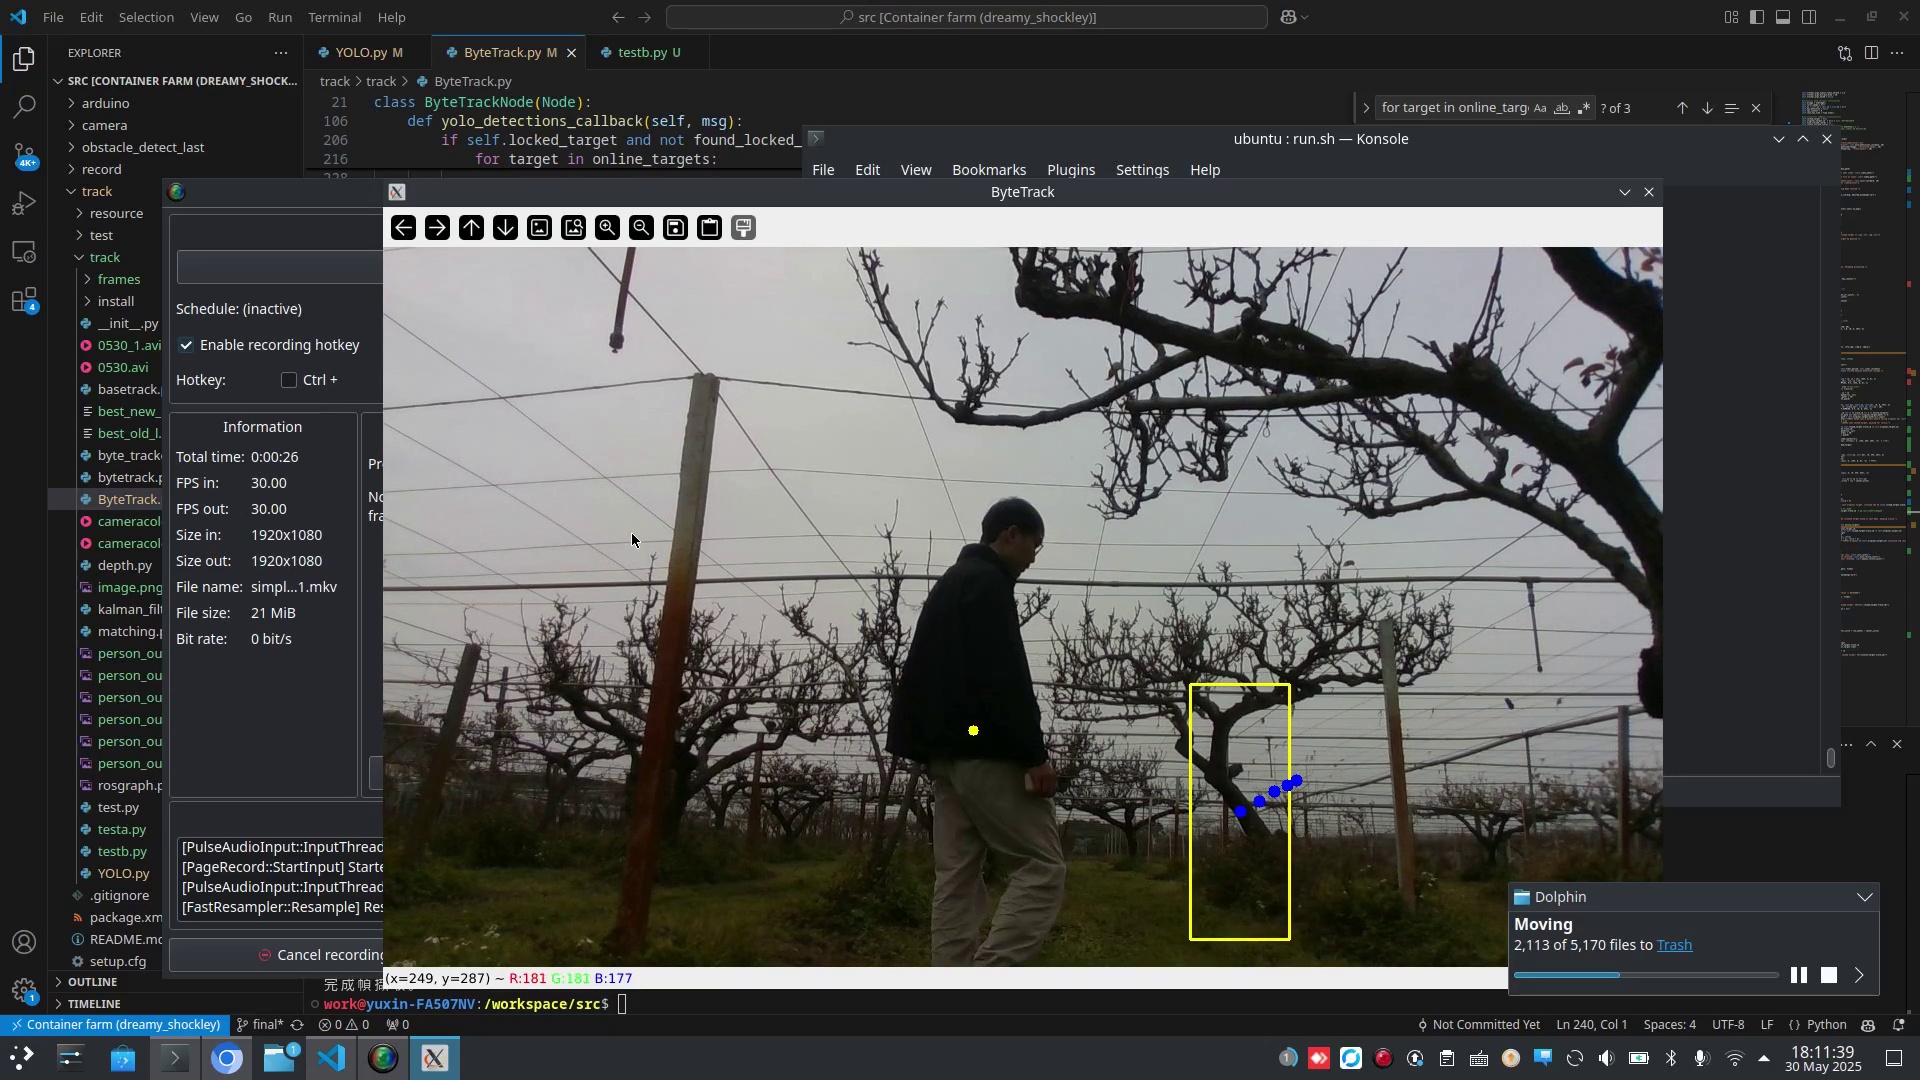 File Edit Selection View Go Run Terminal Help
src [Container farm (dreamy_shockley)]
EXPLORER
YOLO.py M
ByteTrack.py M
testb.py U
SRC [CONTAINER FARM (DREAMY_SHOCK...
track > track > ByteTrack.py
arduino
camera
obstacle_detect_last
record
track
resource
test
track
frames
install
__init__.py
0530_1.avi
0530.avi
basetrack.
best_new_
best_old_l.
byte_track
bytetrack.p
ByteTrack.
cameracol
cameracol
depth.py
image.png
kalman_filt
matching.p
person_ou
person_ou
person_ou
person_ou
person_ou
person_ou
rosgraph.p
test.py
testa.py
testb.py
YOLO.py
.gitignore
package.xm
README.md
setup.cfg
OUTLINE
TIMELINE
4K+
4
1
21 class ByteTrackNode(Node):
106 def yolo_detections_callback(self, msg):
206 if self.locked_target and not found_locked_
216 for target in online_targets:
for target in online_targ
Aa ab ? of 3
ubuntu : run.sh — Konsole
File Edit View Bookmarks Plugins Settings Help
ByteTrack
Schedule: (inactive)
Enable recording hotkey
Hotkey: Ctrl +
Information
Total time: 0:00:26
FPS in: 30.00
FPS out: 30.00
Size in: 1920x1080
Size out: 1920x1080
File name: simpl...1.mkv
File size: 21 MiB
Bit rate: 0 bit/s
Pr
No
fra
[PulseAudioInput::InputThread
[PageRecord::StartInput] Starte
[PulseAudioInput::InputThread
[FastResampler::Resample] Res
Cancel recording
(x=249, y=287) ~ R:181 G:181 B:177
work@yuxin-FA507NV:/workspace/src$
Dolphin
Moving
2,113 of 5,170 files to Trash
Container farm (dreamy_shockley) final* 0 0 0
Not Committed Yet Ln 240, Col 1 Spaces: 4 UTF-8 LF {} Python
1
1
18:11:39
30 May 2025